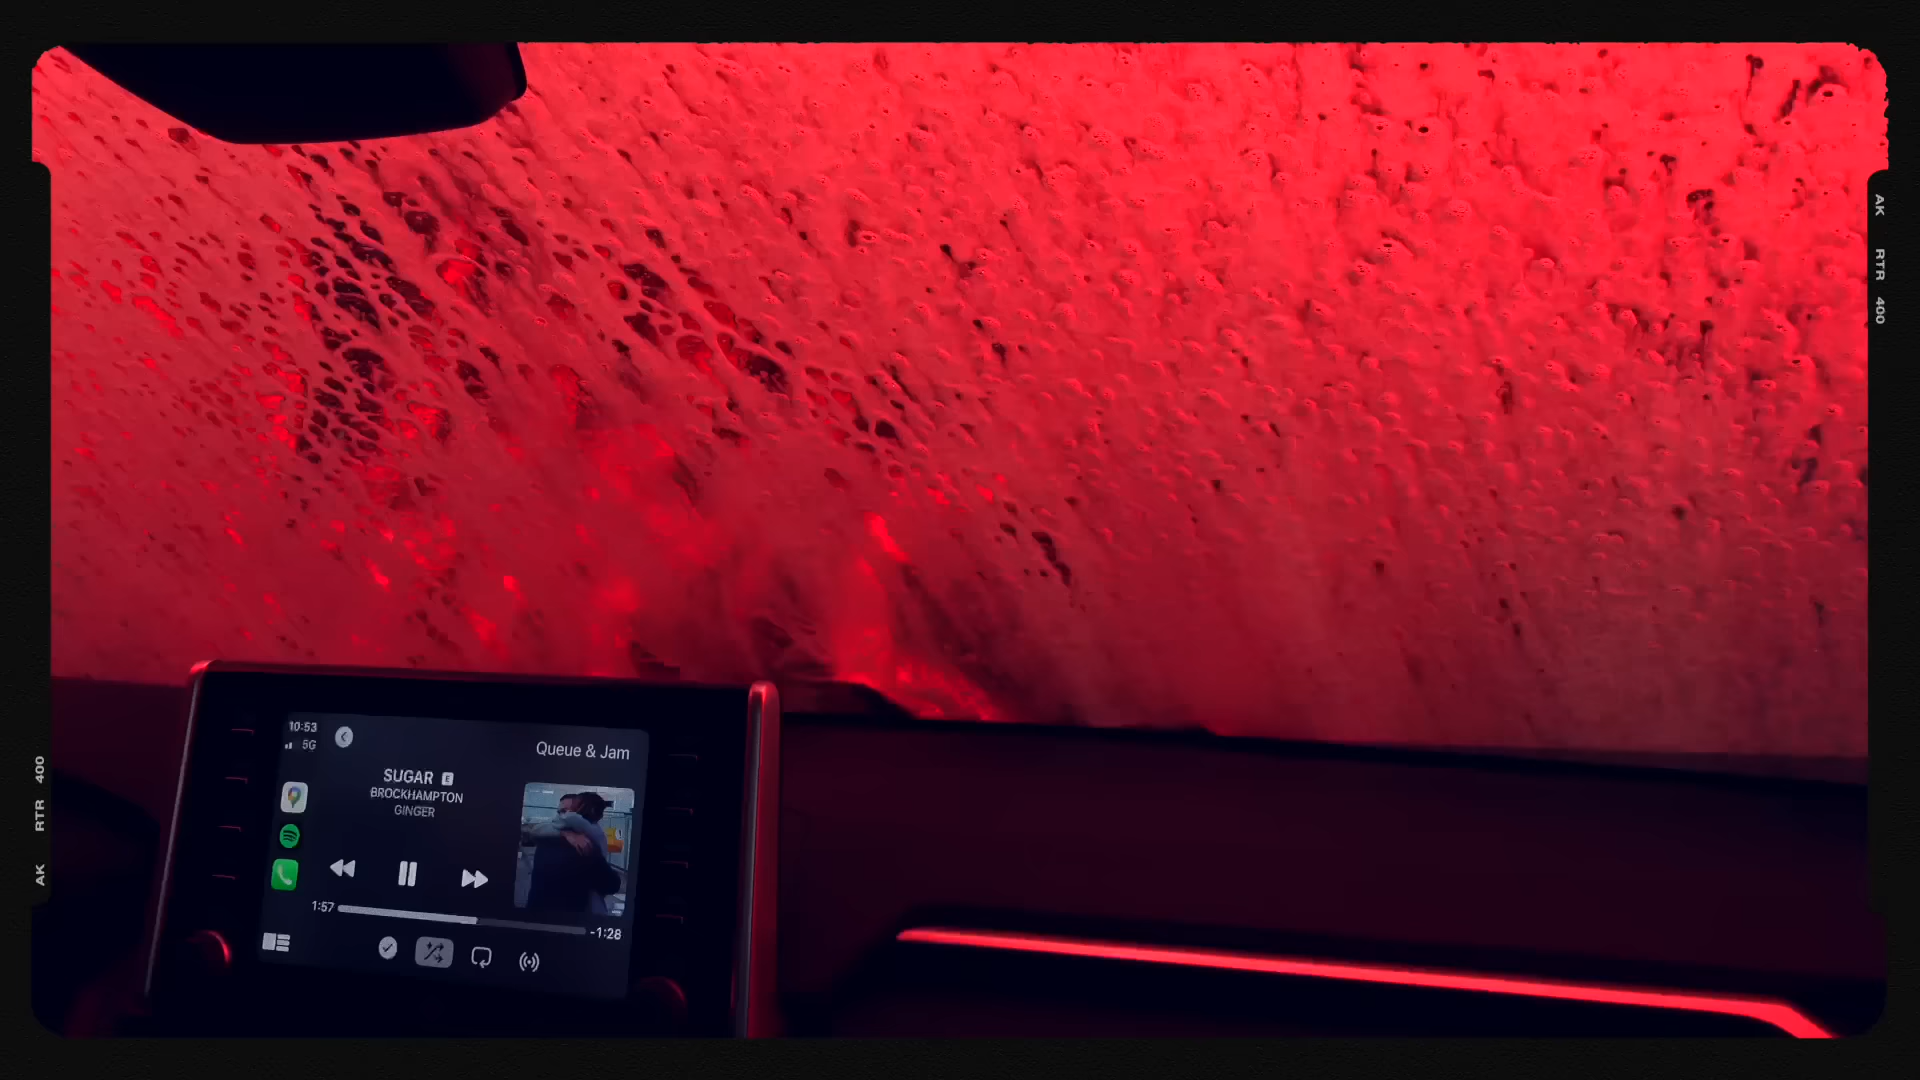 10:53
5G
Queue & Jam
SUGAR E
BROCKHAMPTON
GINGER
1:57
-1:28
AK RTR 400
AK RTR 400